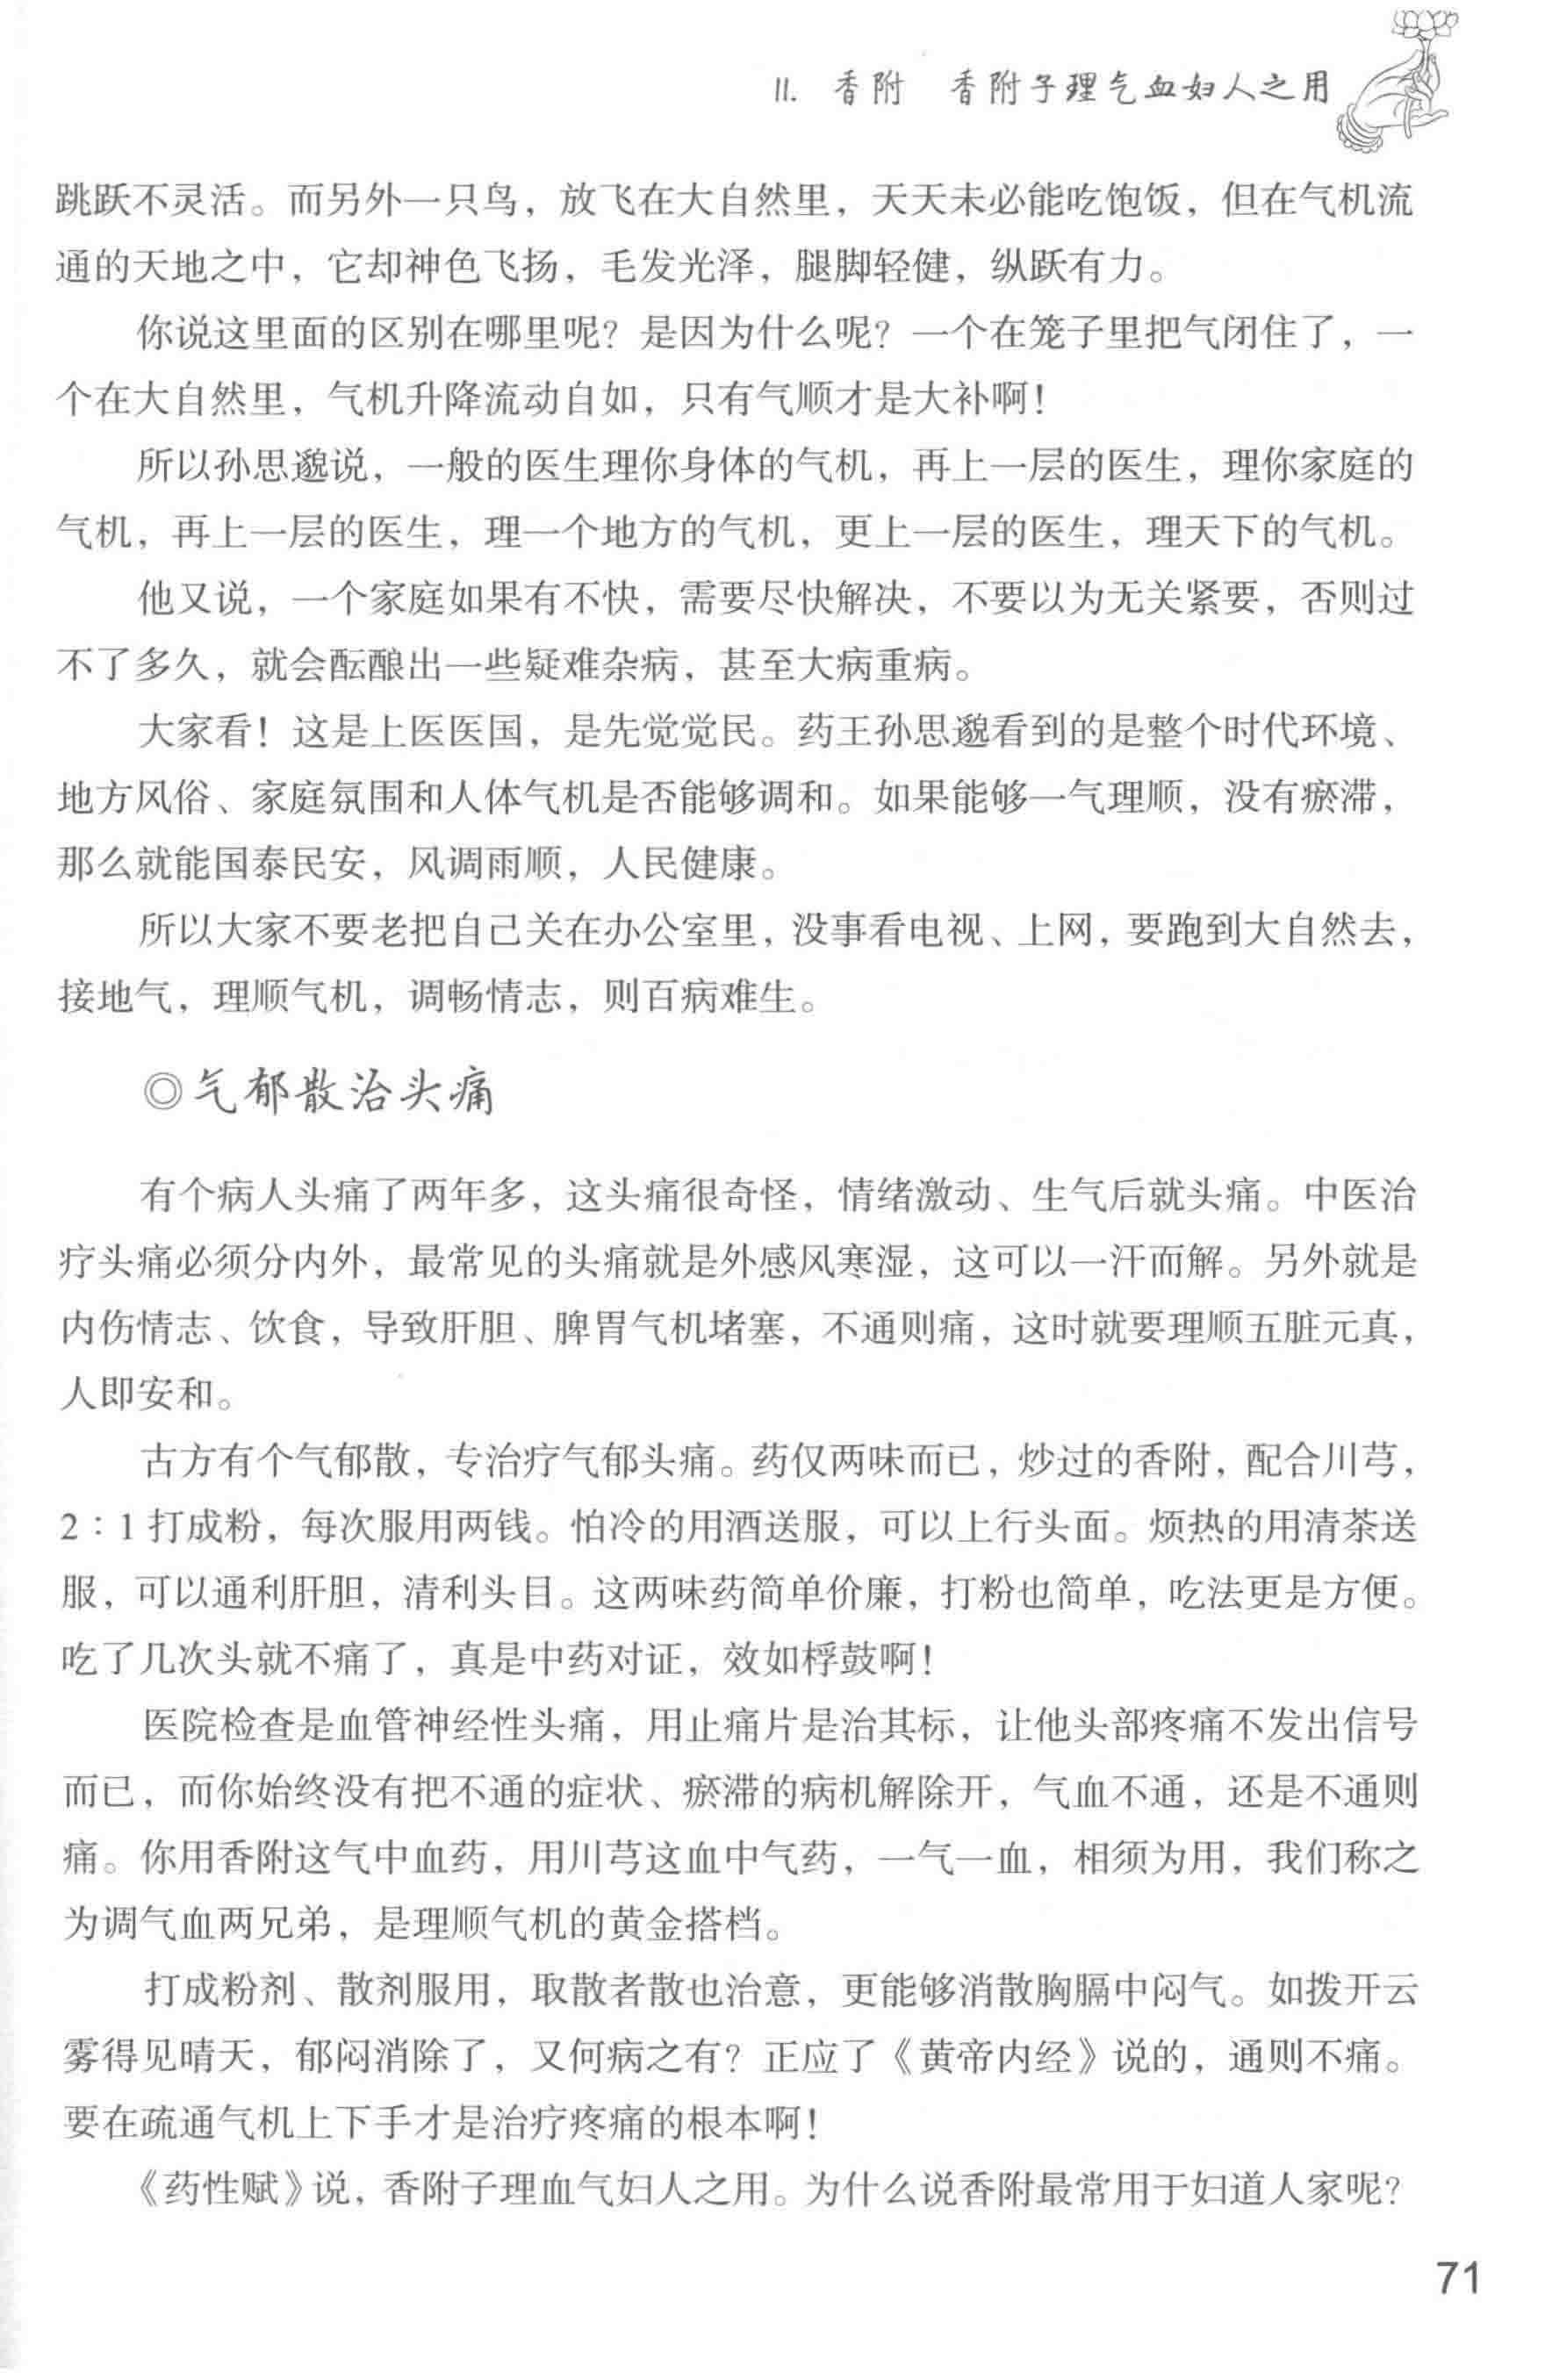 11. 香附　香附子理气血妇人之用
跳跃不灵活。而另外一只鸟，放飞在大自然里，天天未必能吃饱饭，但在气机流
通的天地之中，它却神色飞扬，毛发光泽，腿脚轻健，纵跃有力。
你说这里面的区别在哪里呢？是因为什么呢？一个在笼子里把气闭住了，一
个在大自然里，气机升降流动自如，只有气顺才是大补啊！
所以孙思邈说，一般的医生理你身体的气机，再上一层的医生，理你家庭的
气机，再上一层的医生，理一个地方的气机，更上一层的医生，理天下的气机。
他又说，一个家庭如果有不快，需要尽快解决，不要以为无关紧要，否则过
不了多久，就会酝酿出一些疑难杂病，甚至大病重病。
大家看！这是上医医国，是先觉觉民。药王孙思邈看到的是整个时代环境、
地方风俗、家庭氛围和人体气机是否能够调和。如果能够一气理顺，没有瘀滞，
那么就能国泰民安，风调雨顺，人民健康。
所以大家不要老把自己关在办公室里，没事看电视、上网，要跑到大自然去，
接地气，理顺气机，调畅情志，则百病难生。
◎气郁散治头痛
有个病人头痛了两年多，这头痛很奇怪，情绪激动、生气后就头痛。中医治
疗头痛必须分内外，最常见的头痛就是外感风寒湿，这可以一汗而解。另外就是
内伤情志、饮食，导致肝胆、脾胃气机堵塞，不通则痛，这时就要理顺五脏元真，
人即安和。
古方有个气郁散，专治疗气郁头痛。药仅两味而已，炒过的香附，配合川芎，
2：1打成粉，每次服用两钱。怕冷的用酒送服，可以上行头面。烦热的用清茶送
服，可以通利肝胆，清利头目。这两味药简单价廉，打粉也简单，吃法更是方便。
吃了几次头就不痛了，真是中药对证，效如桴鼓啊！
医院检查是血管神经性头痛，用止痛片是治其标，让他头部疼痛不发出信号
而已，而你始终没有把不通的症状、瘀滞的病机解除开，气血不通，还是不通则
痛。你用香附这气中血药，用川芎这血中气药，一气一血，相须为用，我们称之
为调气血两兄弟，是理顺气机的黄金搭档。
打成粉剂、散剂服用，取散者散也治意，更能够消散胸膈中闷气。如拨开云
雾得见晴天，郁闷消除了，又何病之有？正应了《黄帝内经》说的，通则不痛。
要在疏通气机上下手才是治疗疼痛的根本啊！
《药性赋》说，香附子理血气妇人之用。为什么说香附最常用于妇道人家呢？
71